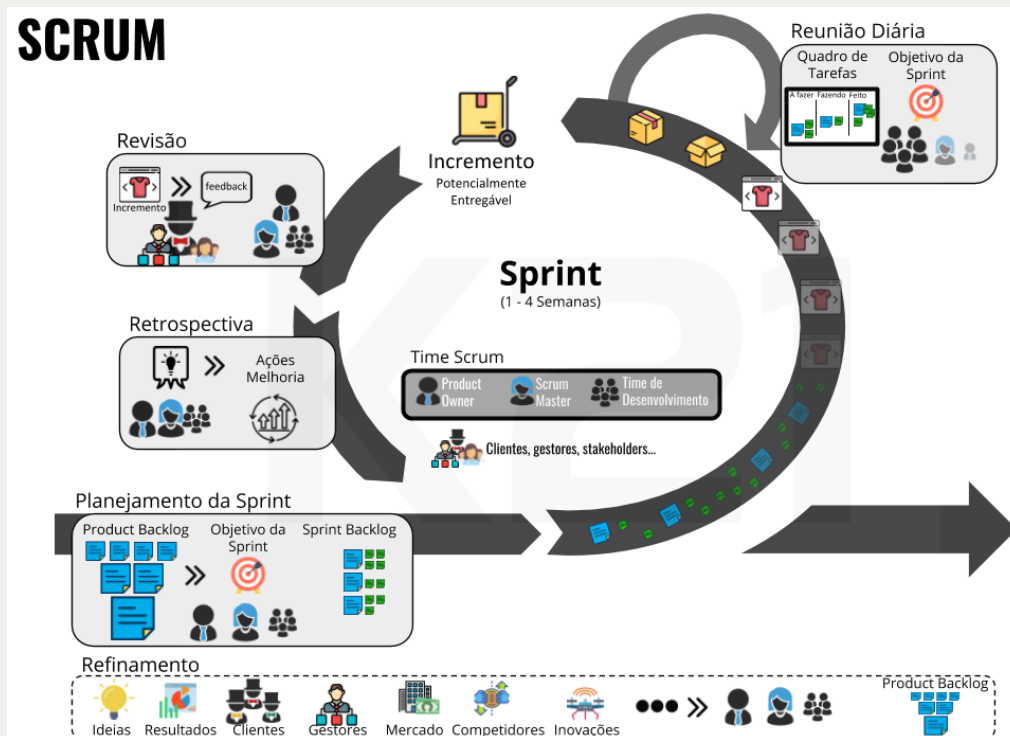 SCRUM
Reunião Diária
Quadro de
Tarefas
Objetivo da
Sprint
A fazer
Fazendo
Feito
Incremento
Potencialmente
Entregável
Revisão
feedback
Incremento
Sprint
(1 - 4 Semanas)
Retrospectiva
Ações
Melhoria
Time Scrum
Product
Owner
Scrum
Master
Time de
Desenvolvimento
Clientes, gestores, stakeholders...
Planejamento da Sprint
Product Backlog
Objetivo da
Sprint
Sprint Backlog
Refinamento
Product Backlog
Ideias
Resultados
Clientes
Gestores
Mercado
Competidores
Inovações
K21